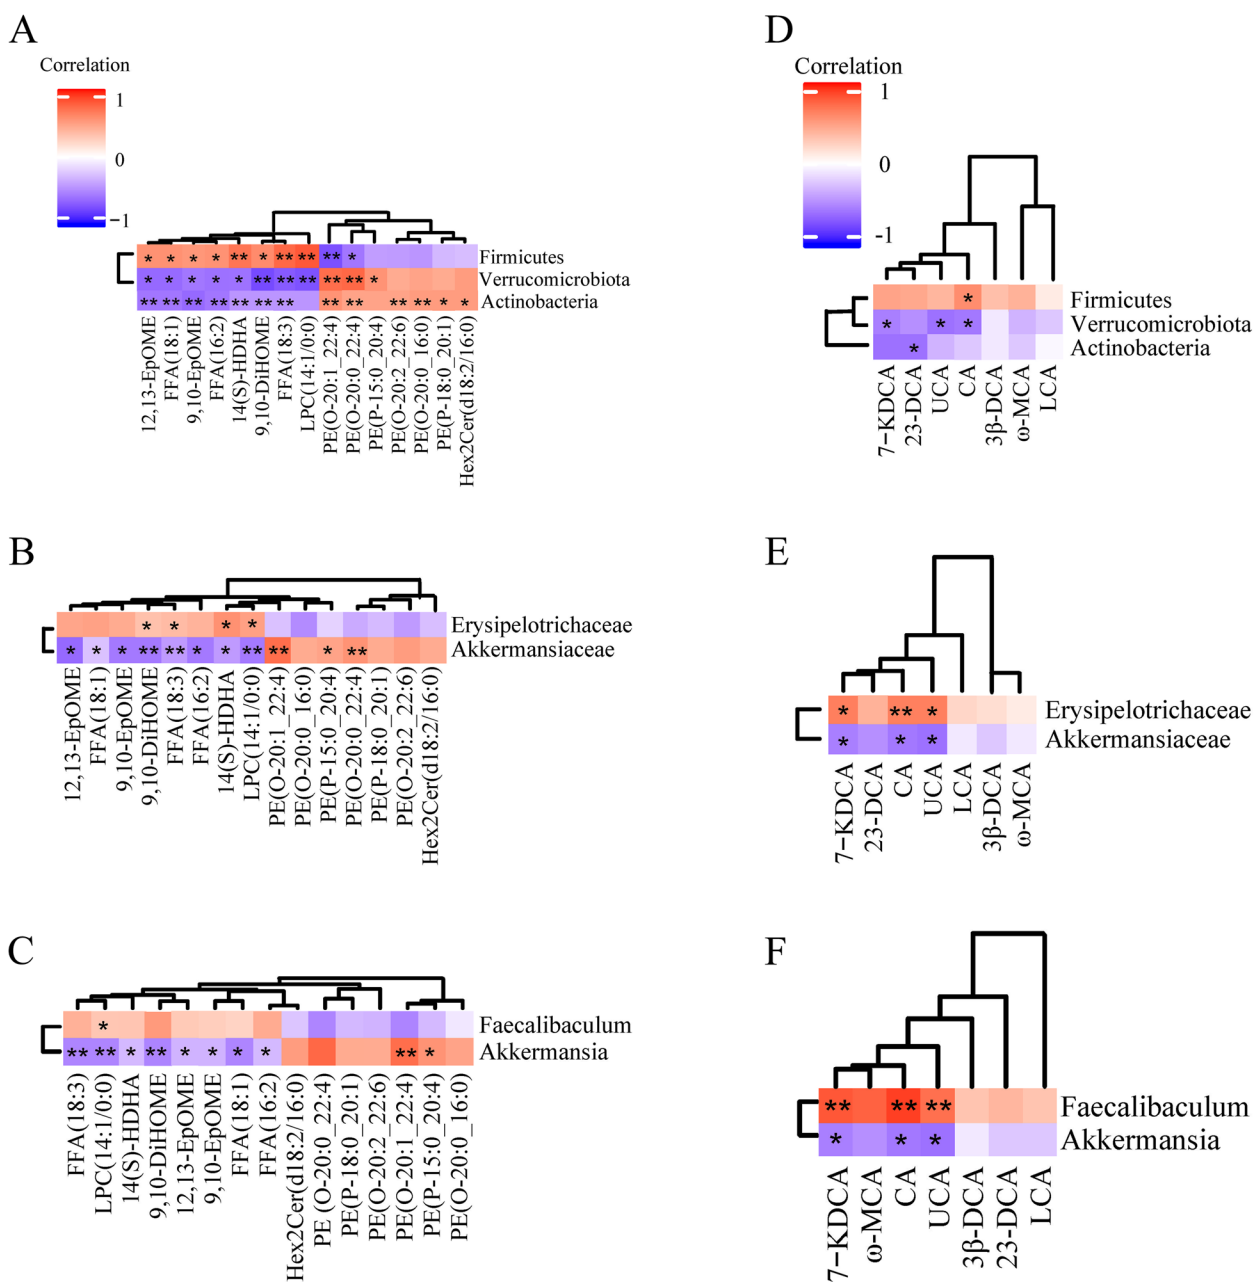 A
Correlation
1
0
-1
* * * * ** * ** ** ** * Firmicutes
* * * * * ** ** ** ** ** * Verrucomicrobiota
** ** ** ** ** ** ** ** ** ** ** * * Actinobacteria
12,13-EpOME
FFA(18:1)
9,10-EpOME
FFA(16:2)
14(S)-HDHA
9,10-DiHOME
FFA(18:3)
LPC(14:1/0:0)
PE(O-20:1_22:4)
PE(O-20:0_22:4)
PE(P-15:0_20:4)
PE(O-20:2_22:6)
PE(O-20:0_16:0)
PE(P-18:0_20:1)
Hex2Cer(d18:2/16:0)
D
Correlation
1
0
-1
* Firmicutes
* * * Verrucomicrobiota
* Actinobacteria
7-KDCA
23-DCA
UCA
CA
3β-DCA
ω-MCA
LCA
B
* * * * Erysipelotrichaceae
* * * ** ** * * ** ** * ** Akkermansiaceae
12,13-EpOME
FFA(18:1)
9,10-EpOME
9,10-DiHOME
FFA(18:3)
FFA(16:2)
14(S)-HDHA
LPC(14:1/0:0)
PE(O-20:1_22:4)
PE(O-20:0_16:0)
PE(P-15:0_20:4)
PE(O-20:0_22:4)
PE(P-18:0_20:1)
PE(O-20:2_22:6)
Hex2Cer(d18:2/16:0)
E
* ** * Erysipelotrichaceae
* * * Akkermansiaceae
7-KDCA
23-DCA
CA
UCA
LCA
3β-DCA
ω-MCA
C
* Faecalibaculum
** ** * ** * * * * ** * Akkermansia
FFA(18:3)
LPC(14:1/0:0)
14(S)-HDHA
9,10-DiHOME
12,13-EpOME
9,10-EpOME
FFA(18:1)
FFA(16:2)
Hex2Cer(d18:2/16:0)
PE (O-20:0_22:4)
PE(P-18:0_20:1)
PE(O-20:2_22:6)
PE(O-20:1_22:4)
PE(P-15:0_20:4)
PE(O-20:0_16:0)
F
** ** ** Faecalibaculum
* * * Akkermansia
7-KDCA
ω-MCA
CA
UCA
3β-DCA
23-DCA
LCA